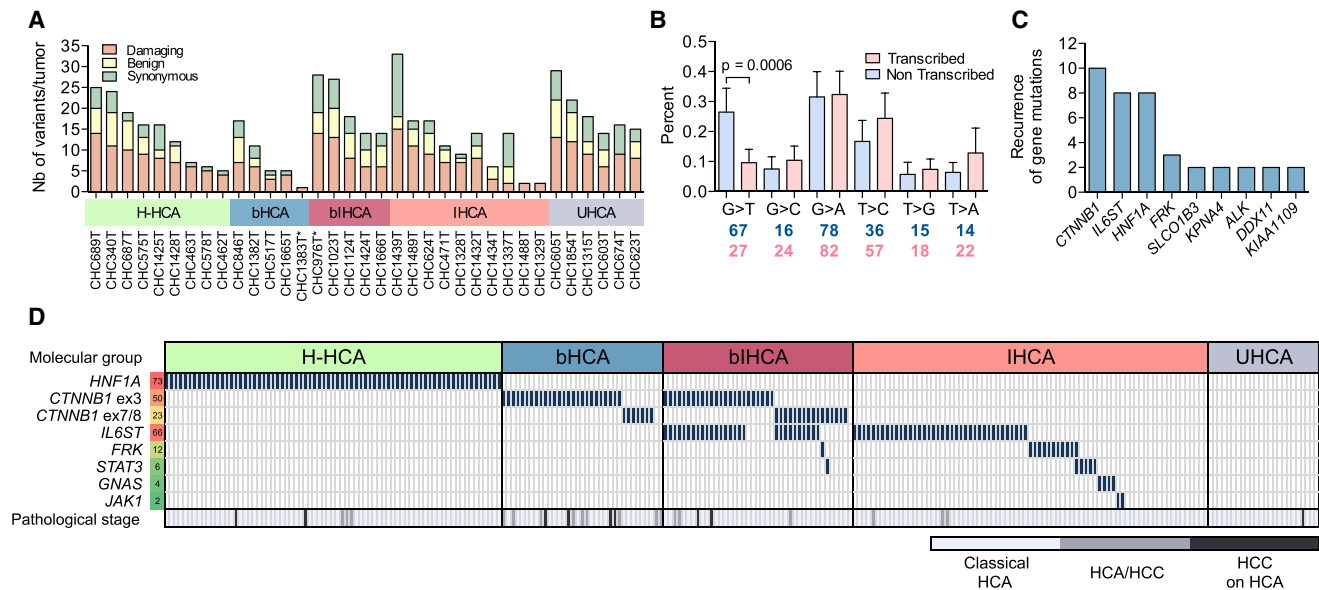 A
Nb of variants/tumor
35
30
25
20
15
10
5
0
Damaging
Benign
Synonymous
H-HCA
bHCA
bIHCA
IHCA
UHCA
CHC689T
CHC340T
CHC687T
CHC575T
CHC1425T
CHC1428T
CHC463T
CHC578T
CHC462T
CHC846T
CHC1382T
CHC517T
CHC1665T
CHC1383T*
CHC976T*
CHC1023T
CHC1124T
CHC1424T
CHC1666T
CHC1439T
CHC1489T
CHC624T
CHC471T
CHC1328T
CHC1432T
CHC1434T
CHC1337T
CHC1488T
CHC1329T
CHC605T
CHC1854T
CHC1315T
CHC603T
CHC674T
CHC623T
B
Percent
0.5
0.4
0.3
0.2
0.1
0.0
p = 0.0006
Transcribed
Non Transcribed
G>T G>C G>A T>C T>G T>A
67 16 78 36 15 14
27 24 82 57 18 22
C
Recurrence
of gene mutations
12
10
8
6
4
2
0
CTNNB1
IL6ST
HNF1A
FRK
SLCO1B3
KPNA4
ALK
DDX11
KIAA1109
D
Molecular group H-HCA bHCA bIHCA IHCA UHCA
HNF1A 73
CTNNB1 ex3 50
CTNNB1 ex7/8 23
IL6ST 66
FRK 12
STAT3 6
GNAS 4
JAK1 2
Pathological stage
Classical
HCA
HCA/HCC
HCC
on HCA